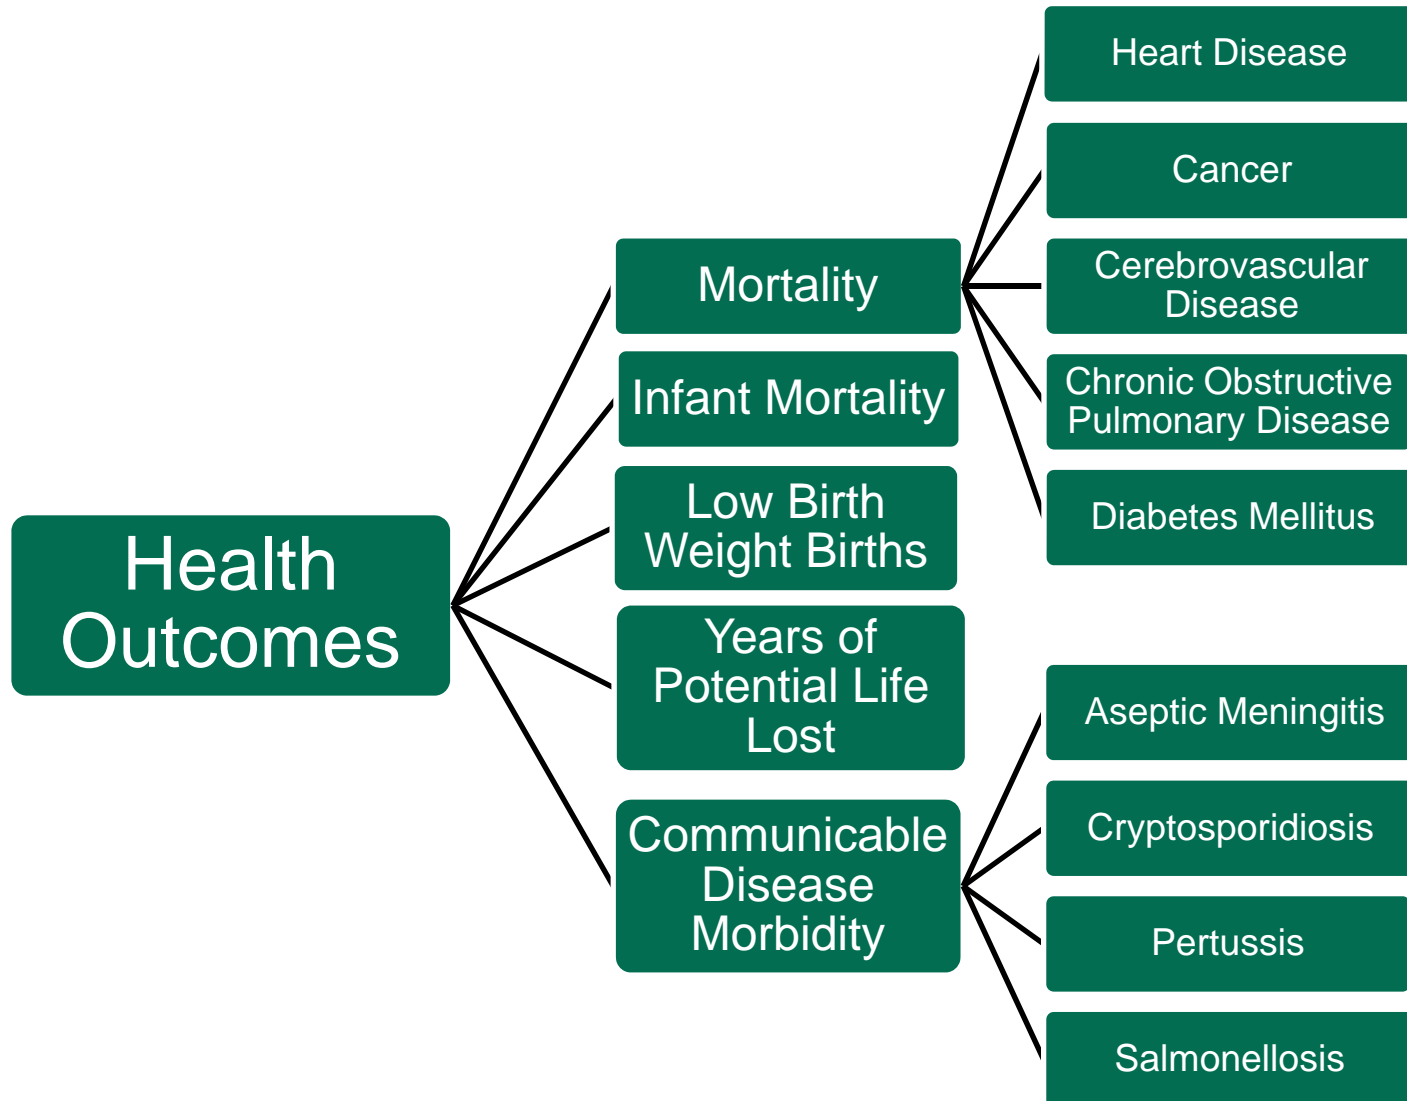 Health
Outcomes
Mortality
Infant Mortality
Low Birth
Weight Births
Years of
Potential Life
Lost
Communicable
Disease
Morbidity
Heart Disease
Cancer
Cerebrovascular
Disease
Chronic Obstructive
Pulmonary Disease
Diabetes Mellitus
Aseptic Meningitis
Cryptosporidiosis
Pertussis
Salmonellosis